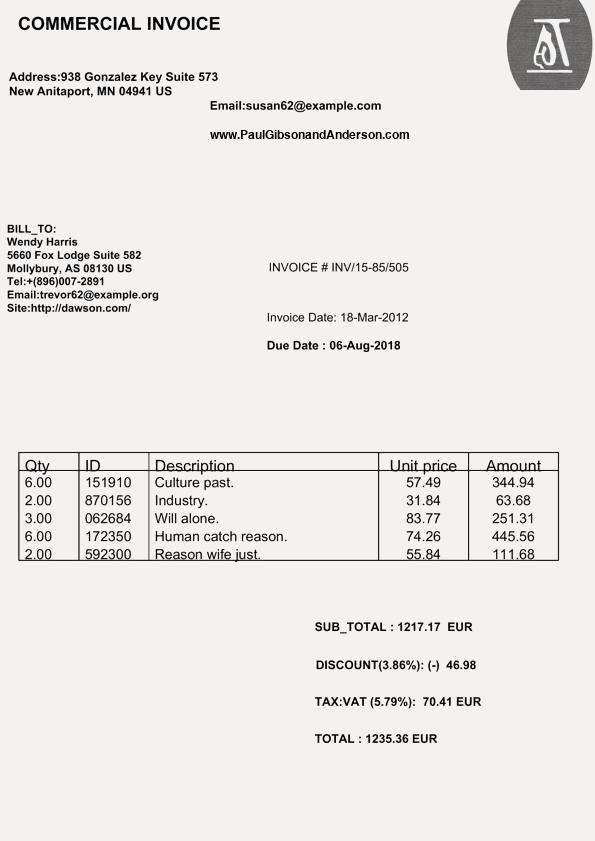 COMMERCIAL INVOICE
Address:938 Gonzalez Key Suite 573
New Anitaport, MN 04941 US
Email:susan62@example.com
www.PaulGibsonandAnderson.com
BILL_TO:
Wendy Harris
5660 Fox Lodge Suite 582
Mollybury, AS 08130 US
Tel:+(896)007-2891
Email:trevor62@example.org
Site:http://dawson.com/
INVOICE # INV/15-85/505
Invoice Date: 18-Mar-2012
Due Date : 06-Aug-2018
Qty ID Description Unit price Amount
6.00 151910 Culture past. 57.49 344.94
2.00 870156 Industry. 31.84 63.68
3.00 062684 Will alone. 83.77 251.31
6.00 172350 Human catch reason. 74.26 445.56
2.00 592300 Reason wife just. 55.84 111.68
SUB_TOTAL : 1217.17 EUR
DISCOUNT(3.86%): (-) 46.98
TAX:VAT (5.79%): 70.41 EUR
TOTAL : 1235.36 EUR